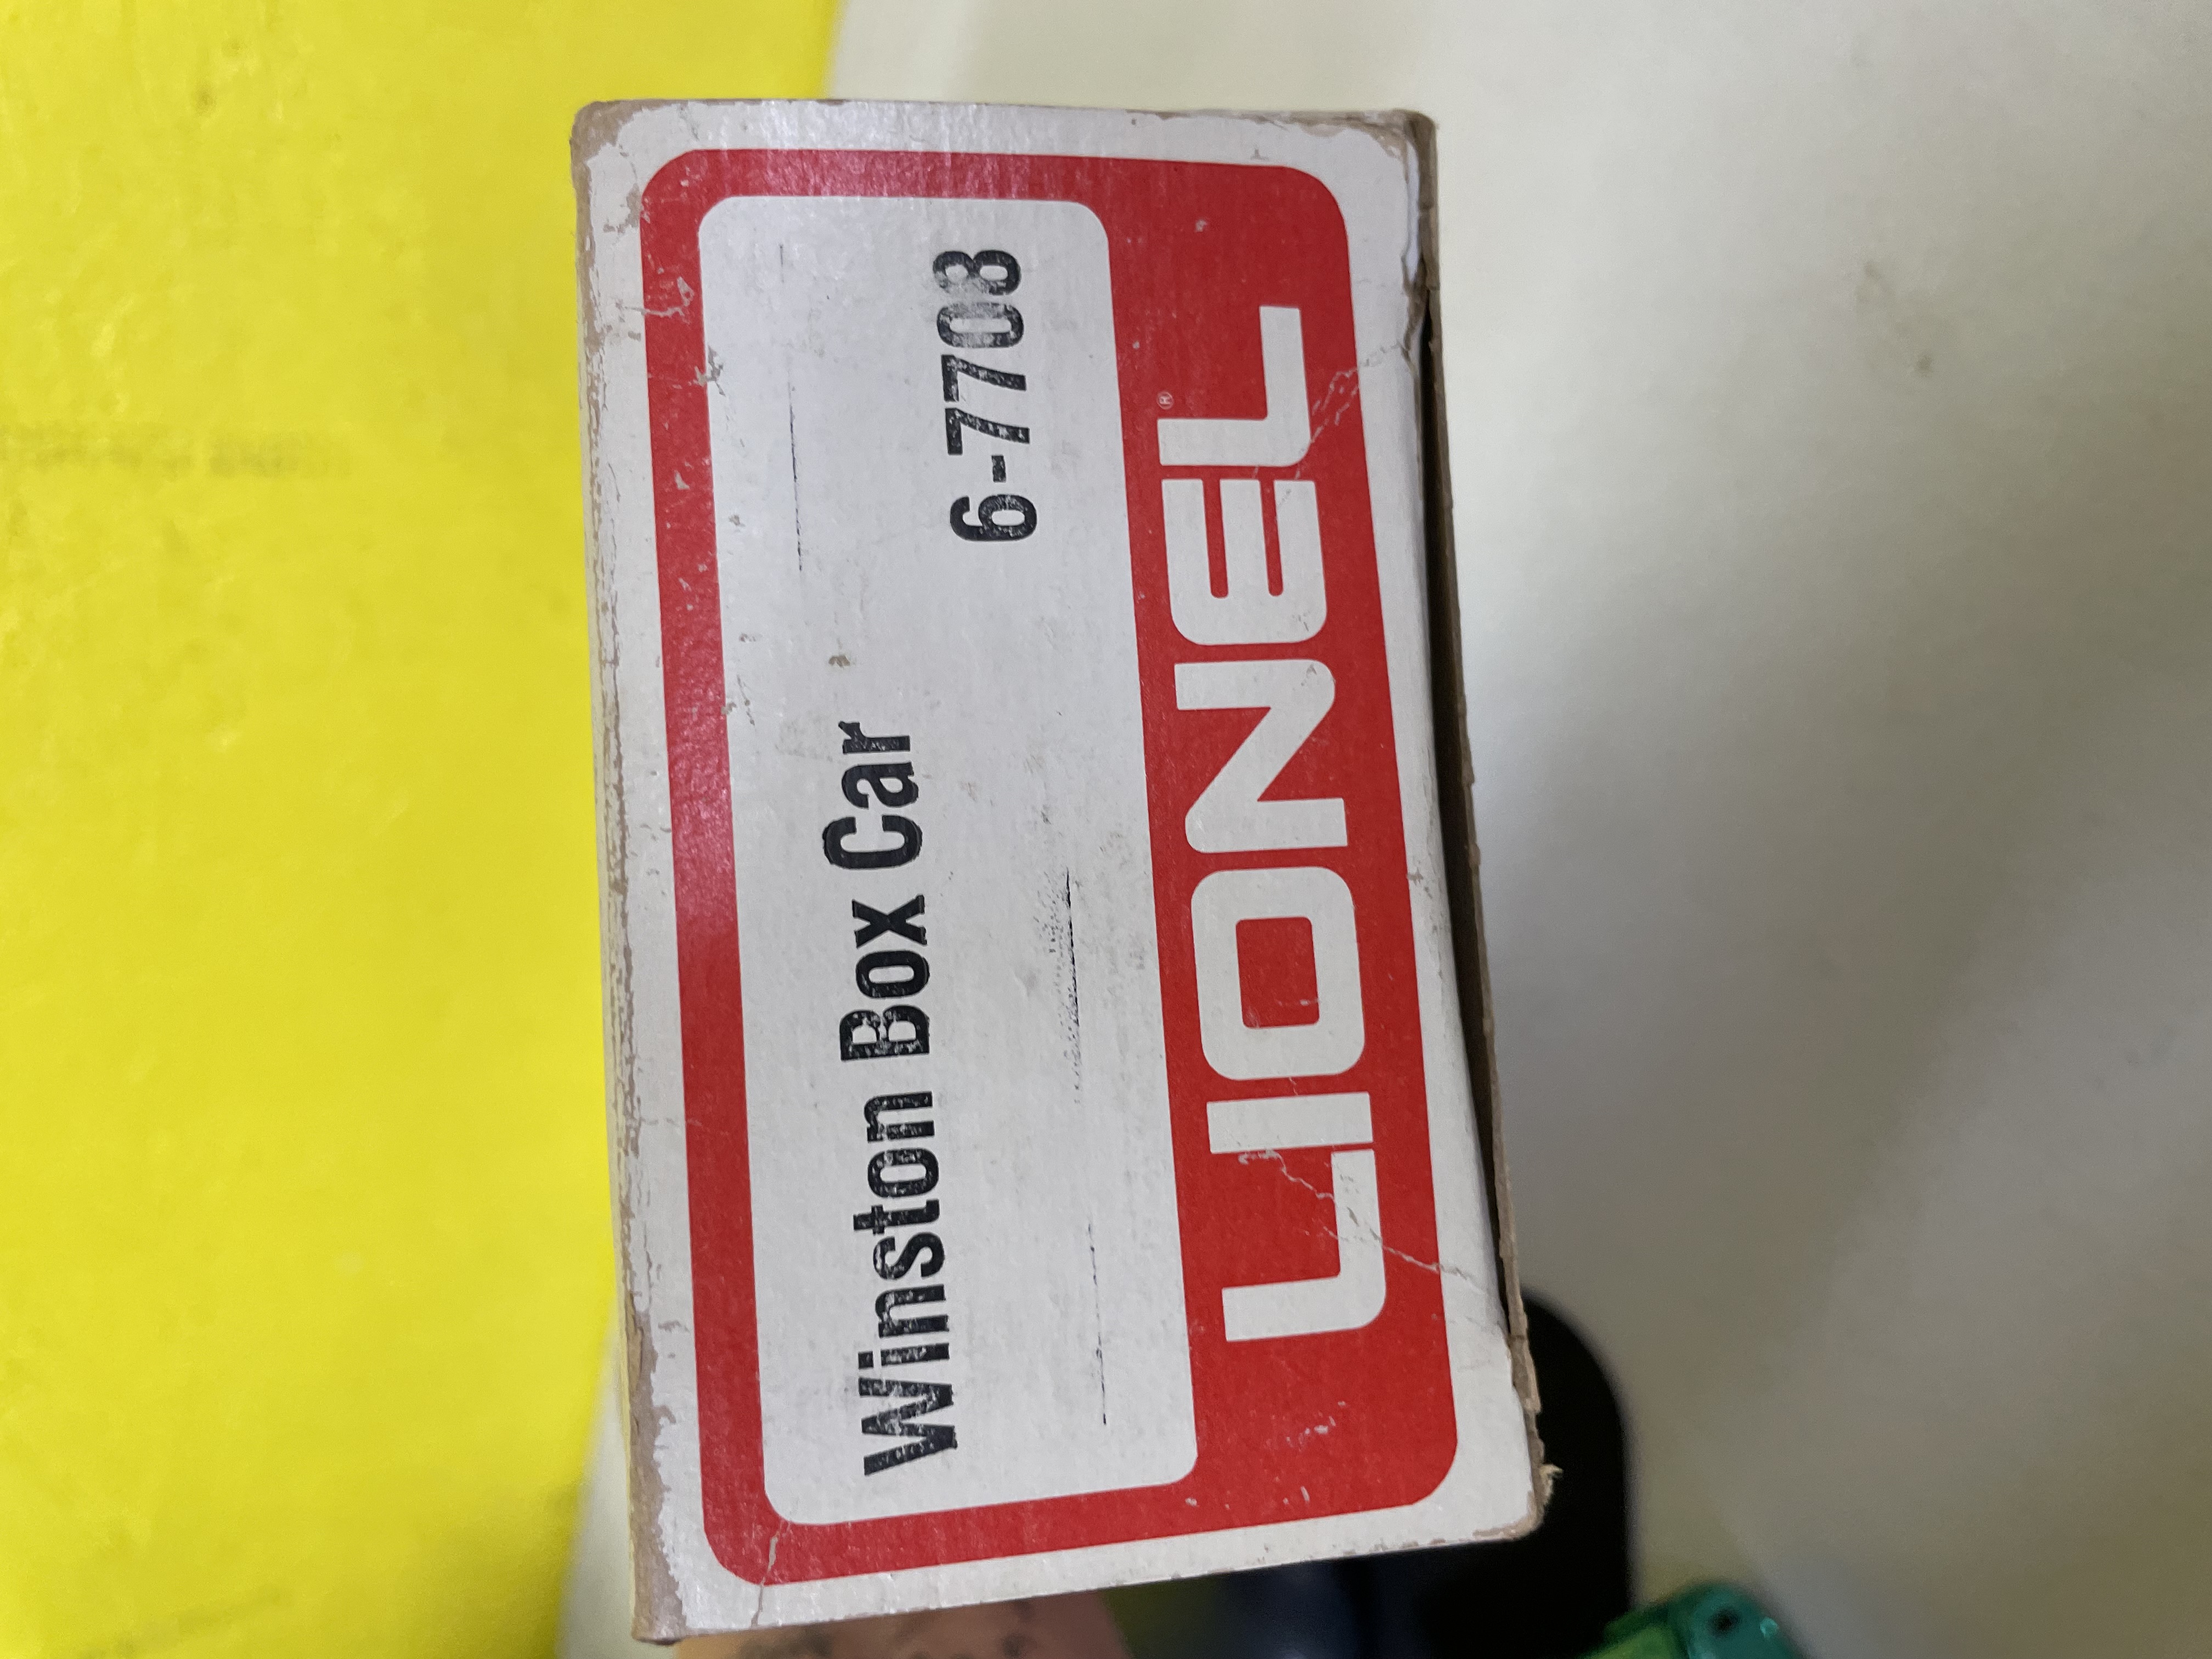 Winston Box Car
6-7708
LIONEL®